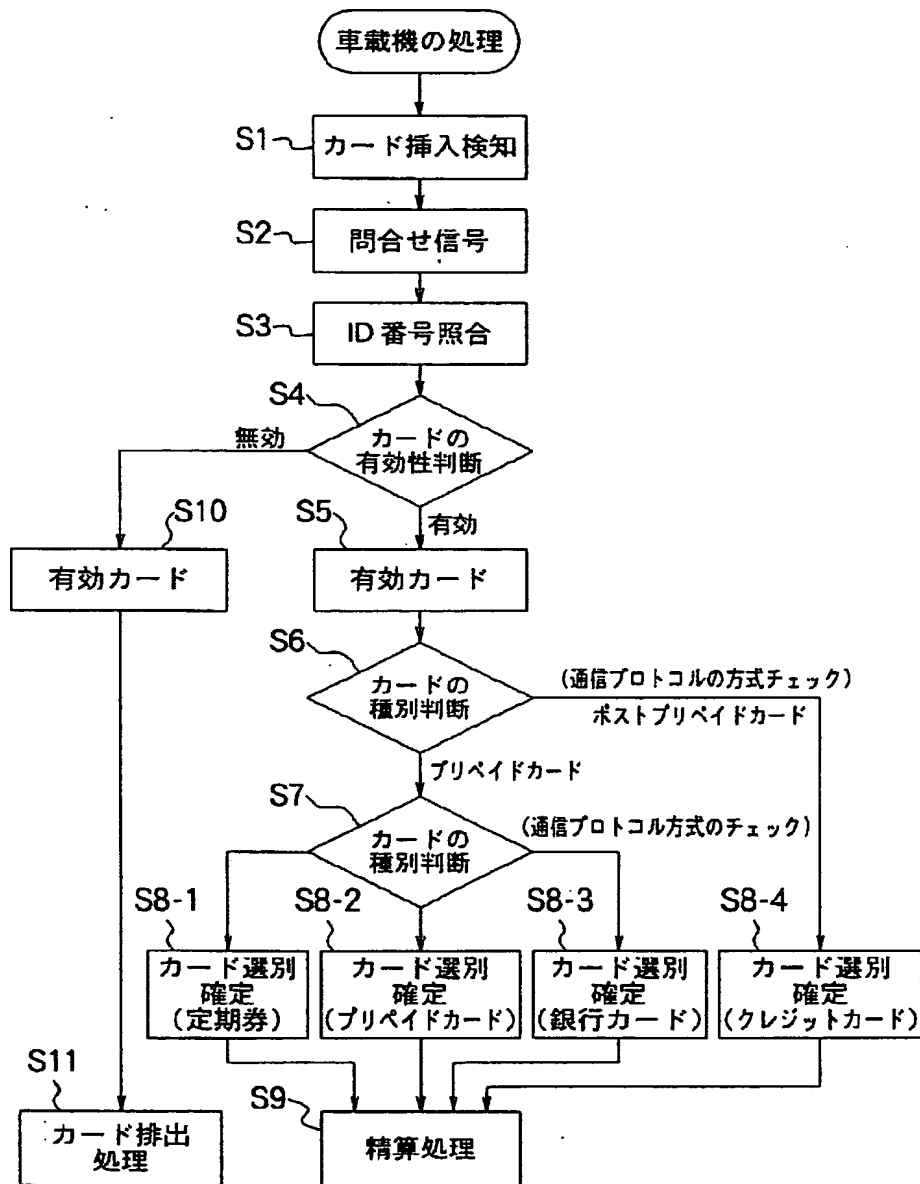 車載機の処理
S1
カード挿入検知
S2
問合せ信号
S3
ID 番号照合
S4
カードの
有効性判断
無効
有効
S10
有効カード
S5
有効カード
S6
カードの
種別判断
(通信プロトコルの方式チェック)
ポストプリペイドカード
プリペイドカード
S7
カードの
種別判断
(通信プロトコル方式のチェック)
S8-1
カード選別
確定
(定期券)
S8-2
カード選別
確定
(プリペイドカード)
S8-3
カード選別
確定
(銀行カード)
S8-4
カード選別
確定
(クレジットカード)
S11
カード排出
処理
S9
精算処理